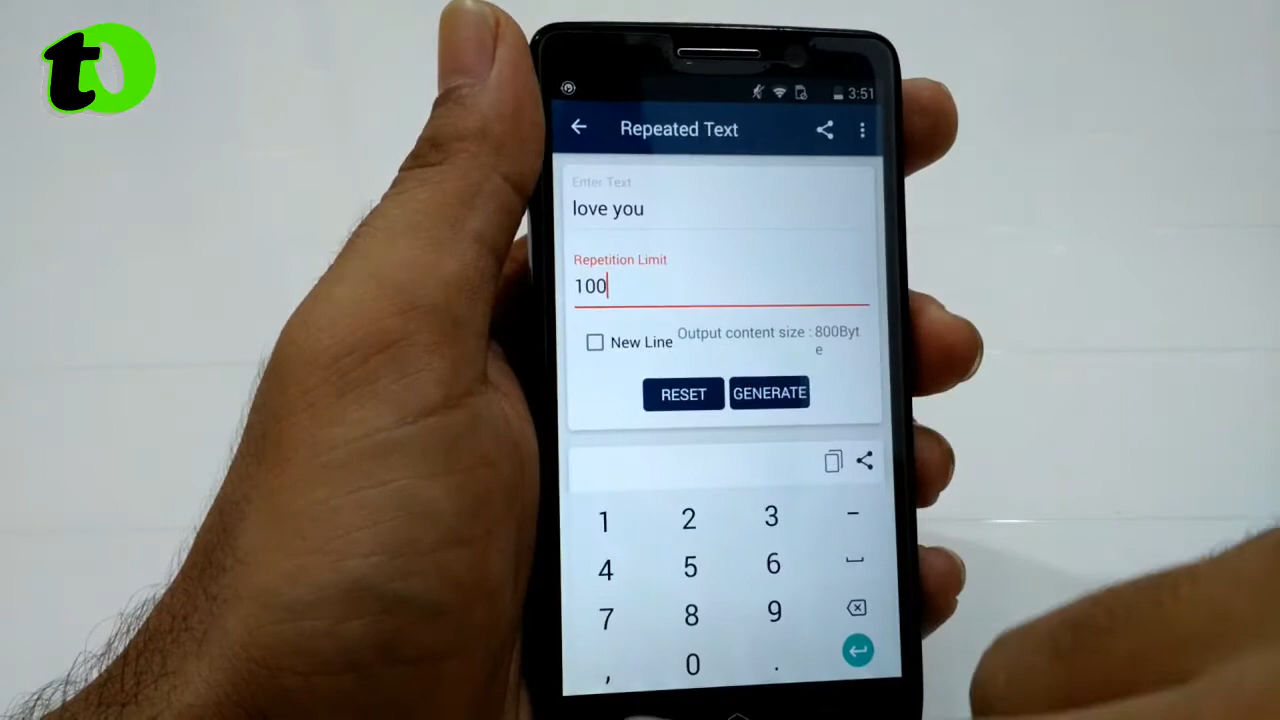 to
3:51
Repeated Text
Enter Text
love you
Repetition Limit
100
New Line
Output content size : 800Byt
e
RESET
GENERATE
1 2 3 –
4 5 6
7 8 9
, 0 .